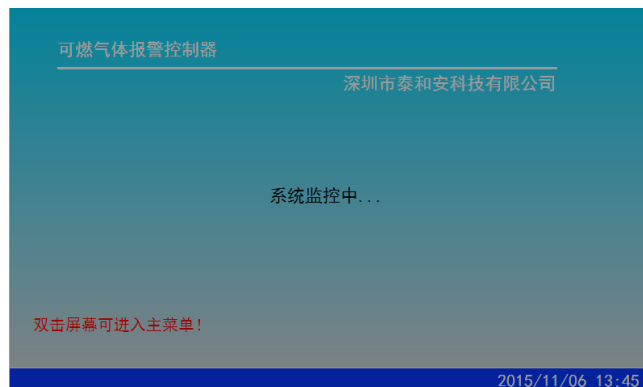 可燃气体报警控制器
深圳市泰和安科技有限公司
系统监控中...
双击屏幕可进入主菜单!
2015/11/06 13:45